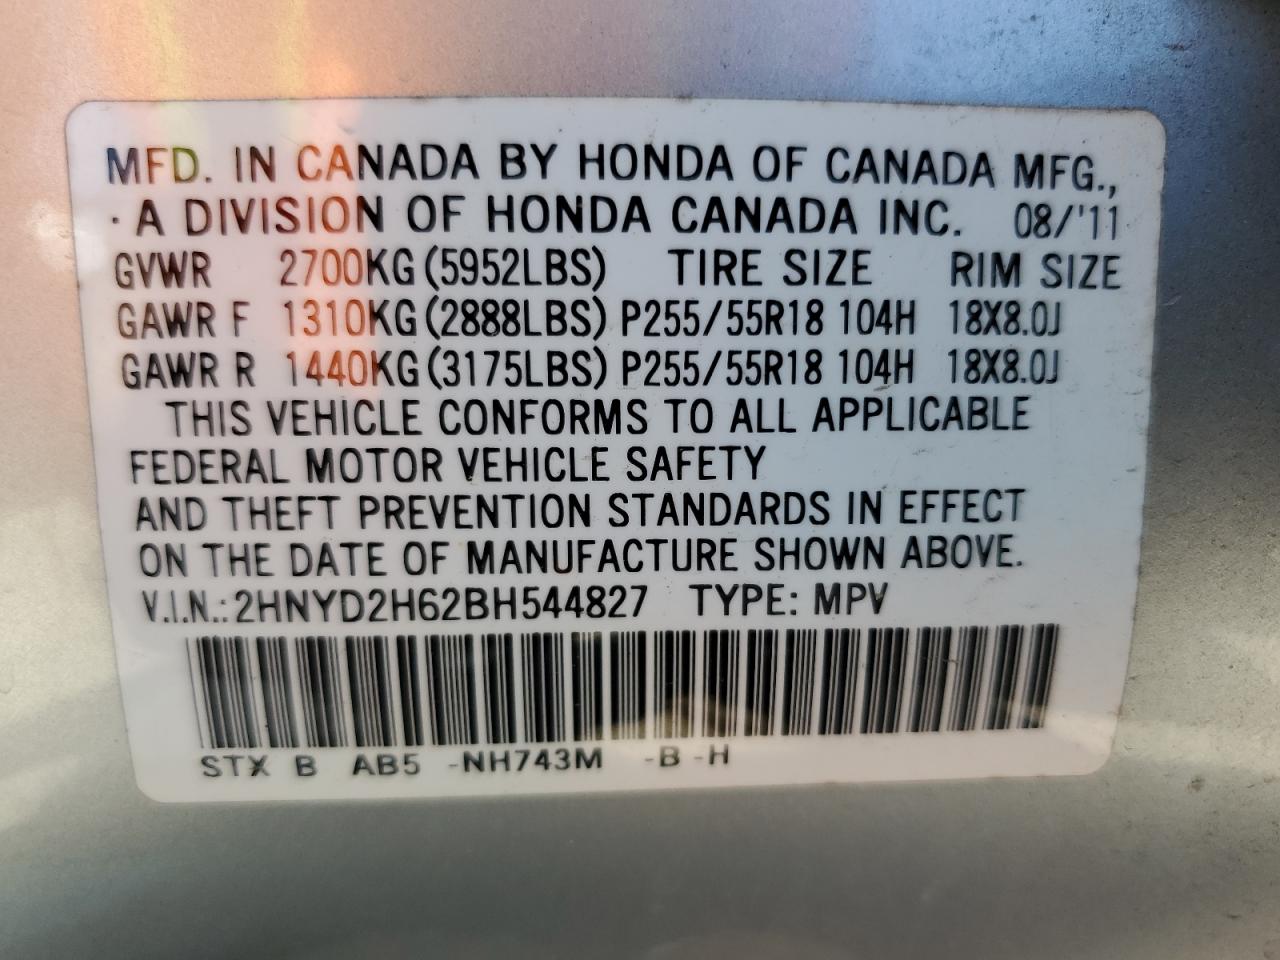 MFD. IN CANADA BY HONDA OF CANADA MFG.,
· A DIVISION OF HONDA CANADA INC. 08/'11
GVWR 2700KG (5952LBS) TIRE SIZE RIM SIZE
GAWR F 1310KG (2888LBS) P255/55R18 104H 18X8.0J
GAWR R 1440KG (3175LBS) P255/55R18 104H 18X8.0J
THIS VEHICLE CONFORMS TO ALL APPLICABLE
FEDERAL MOTOR VEHICLE SAFETY
AND THEFT PREVENTION STANDARDS IN EFFECT
ON THE DATE OF MANUFACTURE SHOWN ABOVE.
V.I.N.: 2HNYD2H62BH544827 TYPE: MPV
STX B AB5 -NH743M -B -H